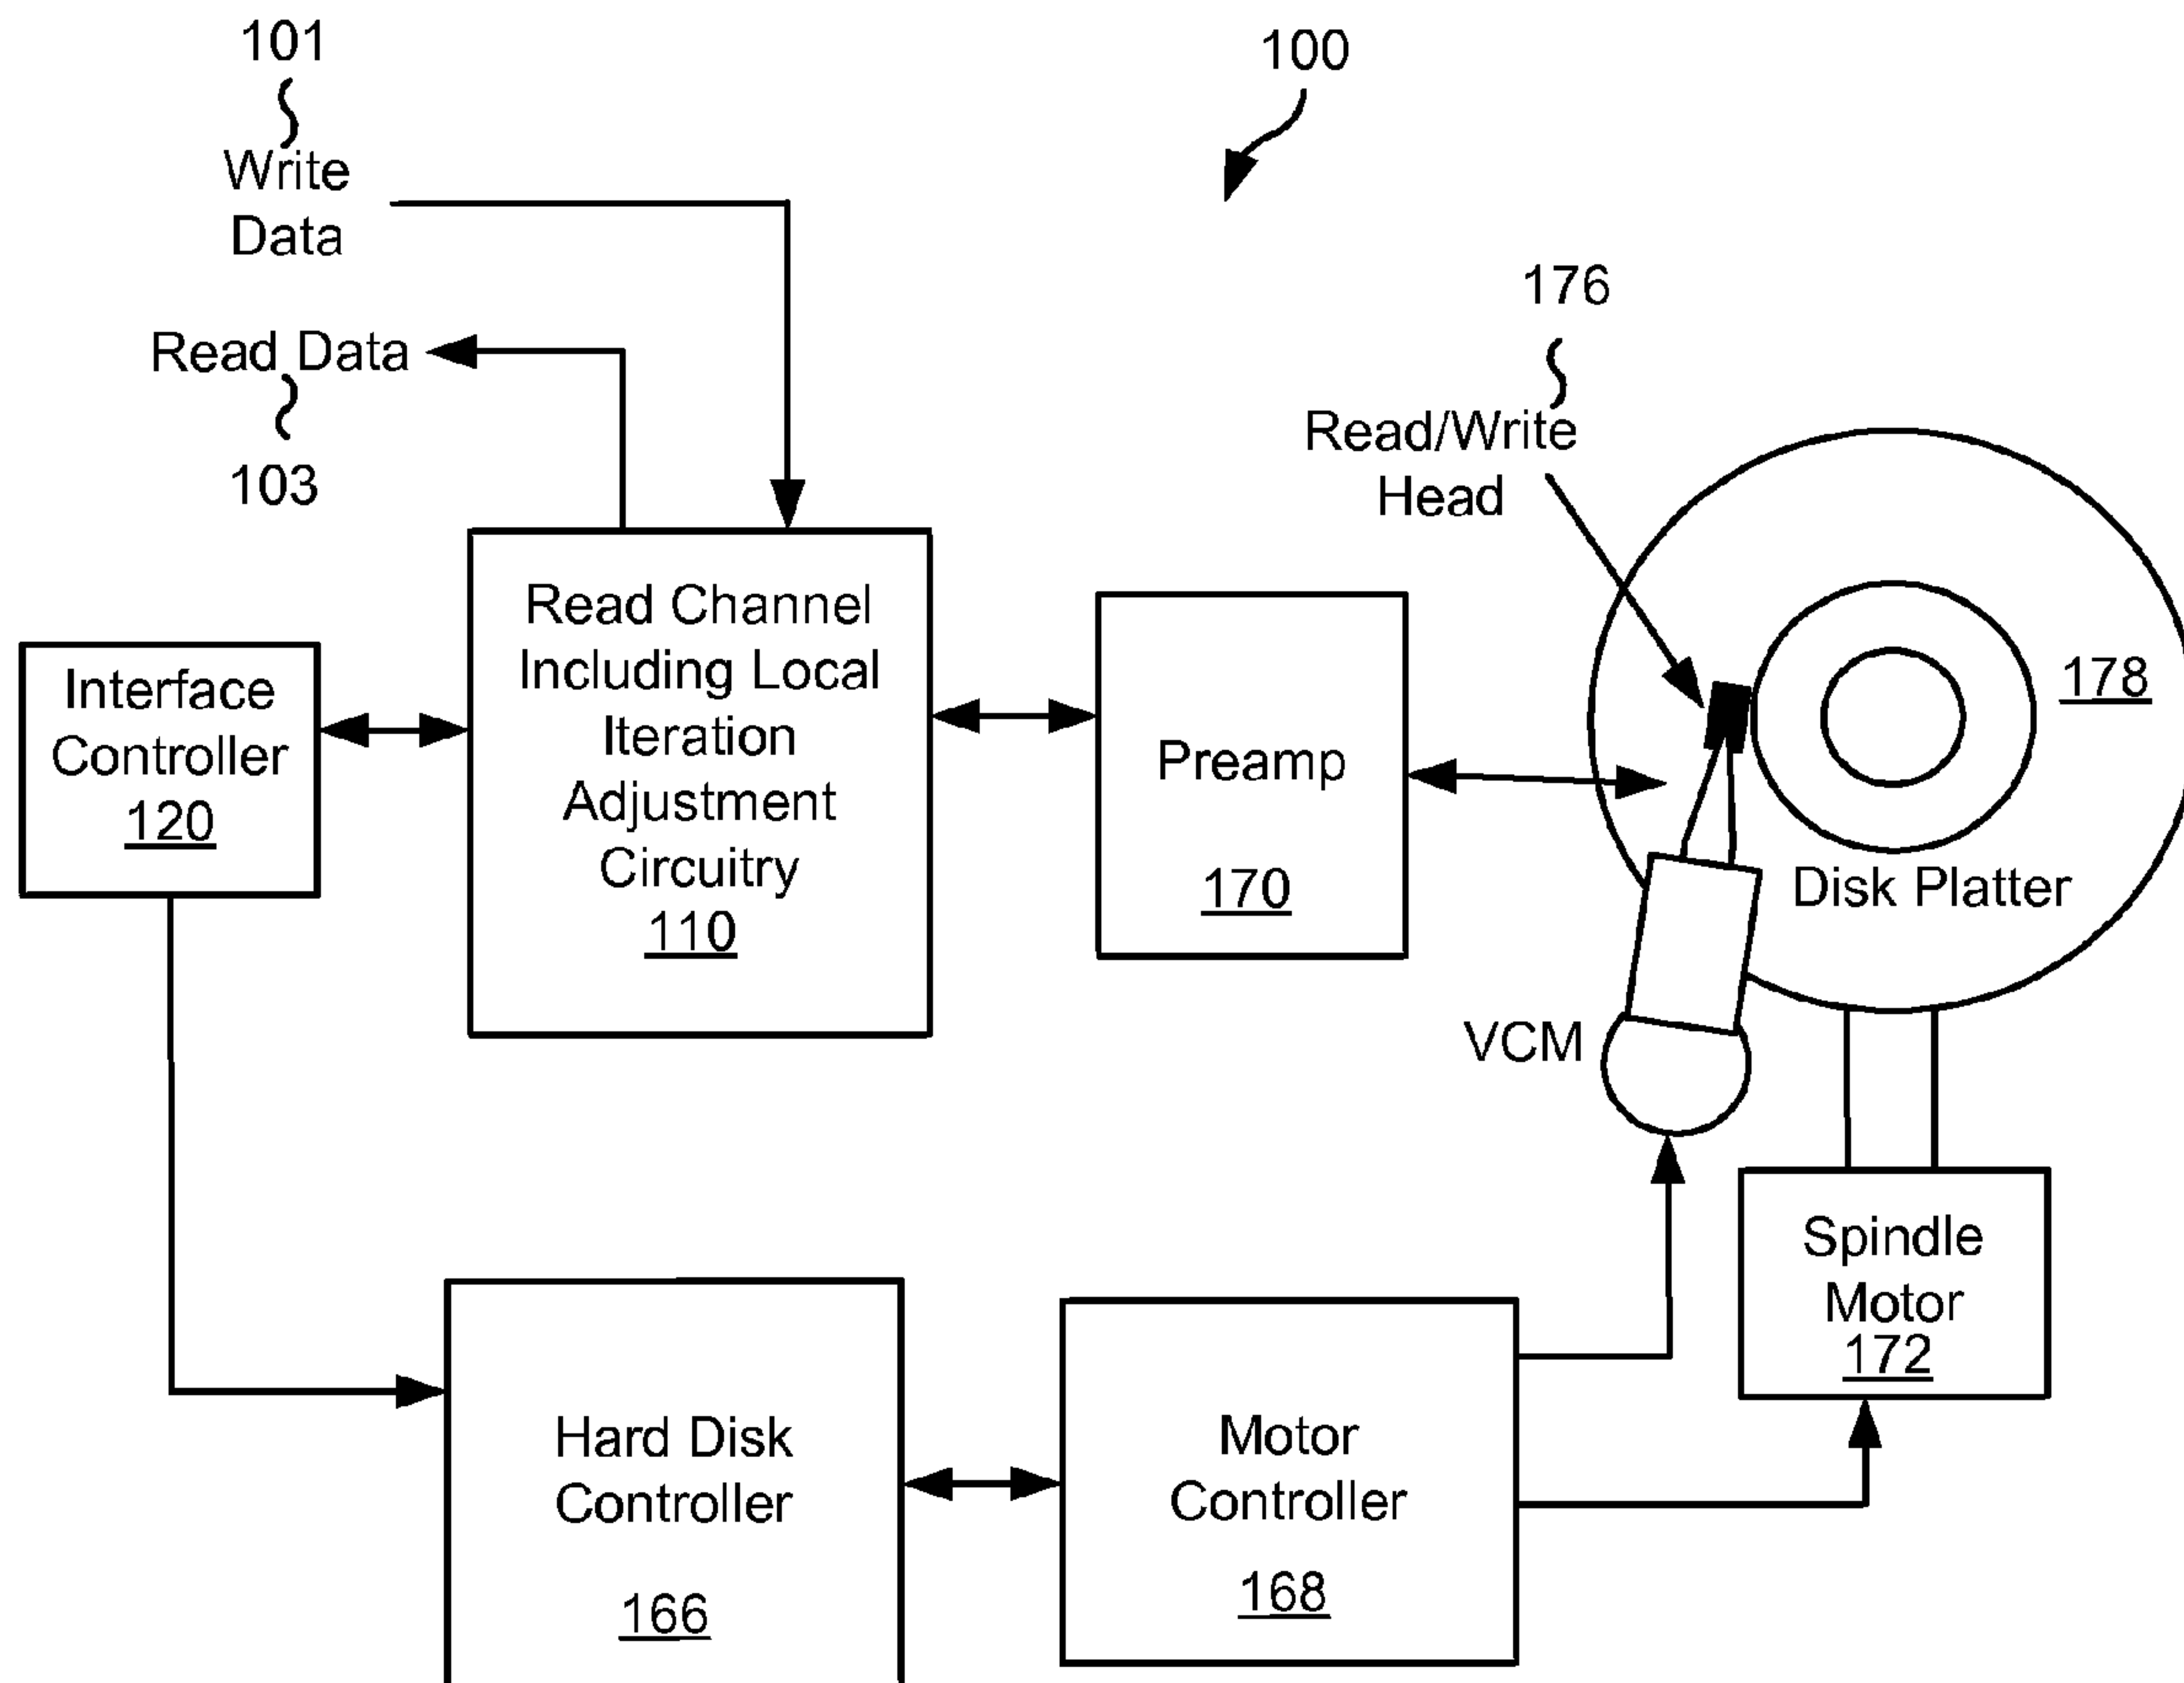 101
100
Write
Data
176
Read Data
Read/Write
Head
103
Read Channel
Including Local
Iteration
Adjustment
Circuitry
110
Interface
Controller
120
178
Preamp
170
Disk Platter
VCM
Spindle
Motor
172
Hard Disk
Controller
166
Motor
Controller
168